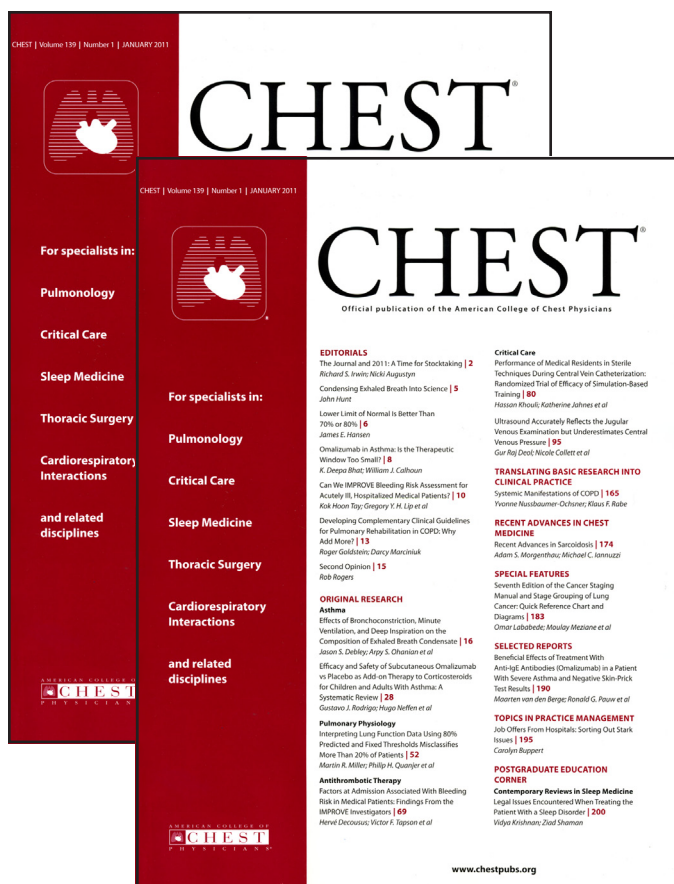 CHEST | Volume 139 | Number 1 | JANUARY 2011
CHEST®
For specialists in:
Pulmonology
Critical Care
Sleep Medicine
Thoracic Surgery
Cardiorespiratory
Interactions
and related
disciplines
AMERICAN COLLEGE O
CHEST
PHYSICIAN
CHEST | Volume 139 | Number 1 | JANUARY 2011
For specialists in:
Pulmonology
Critical Care
Sleep Medicine
Thoracic Surgery
Cardiorespiratory
Interactions
and related
disciplines
AMERICAN COLLEGE OF
CHEST
PHYSICIANS®
CHEST®
Official publication of the American College of Chest Physicians
EDITORIALS
The Journal and 2011: A Time for Stocktaking | 2
Richard S. Irwin; Nicki Augustyn
Condensing Exhaled Breath Into Science | 5
John Hunt
Lower Limit of Normal Is Better Than
70% or 80% | 6
James E. Hansen
Omalizumab in Asthma: Is the Therapeutic
Window Too Small? | 8
K. Deepa Bhat; William J. Calhoun
Can We IMPROVE Bleeding Risk Assessment for
Acutely Ill, Hospitalized Medical Patients? | 10
Kok Hoon Tay; Gregory Y. H. Lip et al
Developing Complementary Clinical Guidelines
for Pulmonary Rehabilitation in COPD: Why
Add More? | 13
Roger Goldstein; Darcy Marciniuk
Second Opinion | 15
Rob Rogers
ORIGINAL RESEARCH
Asthma
Effects of Bronchoconstriction, Minute
Ventilation, and Deep Inspiration on the
Composition of Exhaled Breath Condensate | 16
Jason S. Debley; Arpy S. Ohanian et al
Efficacy and Safety of Subcutaneous Omalizumab
vs Placebo as Add-on Therapy to Corticosteroids
for Children and Adults With Asthma: A
Systematic Review | 28
Gustavo J. Rodrigo; Hugo Neffen et al
Pulmonary Physiology
Interpreting Lung Function Data Using 80%
Predicted and Fixed Thresholds Misclassifies
More Than 20% of Patients | 52
Martin R. Miller; Philip H. Quanjer et al
Antithrombotic Therapy
Factors at Admission Associated With Bleeding
Risk in Medical Patients: Findings From the
IMPROVE Investigators | 69
Hervé Decousus; Victor F. Tapson et al
Critical Care
Performance of Medical Residents in Sterile
Techniques During Central Vein Catheterization:
Randomized Trial of Efficacy of Simulation-Based
Training | 80
Hassan Khouli; Katherine Jahnes et al
Ultrasound Accurately Reflects the Jugular
Venous Examination but Underestimates Central
Venous Pressure | 95
Gur Raj Deol; Nicole Collett et al
TRANSLATING BASIC RESEARCH INTO
CLINICAL PRACTICE
Systemic Manifestations of COPD | 165
Yvonne Nussbaumer-Ochsner; Klaus F. Rabe
RECENT ADVANCES IN CHEST
MEDICINE
Recent Advances in Sarcoidosis | 174
Adam S. Morgenthau; Michael C. Iannuzzi
SPECIAL FEATURES
Seventh Edition of the Cancer Staging
Manual and Stage Grouping of Lung
Cancer: Quick Reference Chart and
Diagrams | 183
Omar Lababede; Moulay Meziane et al
SELECTED REPORTS
Beneficial Effects of Treatment With
Anti-IgE Antibodies (Omalizumab) in a Patient
With Severe Asthma and Negative Skin-Prick
Test Results | 190
Maarten van den Berge; Ronald G. Pauw et al
TOPICS IN PRACTICE MANAGEMENT
Job Offers From Hospitals: Sorting Out Stark
Issues | 195
Carolyn Buppert
POSTGRADUATE EDUCATION
CORNER
Contemporary Reviews in Sleep Medicine
Legal Issues Encountered When Treating the
Patient With a Sleep Disorder | 200
Vidya Krishnan; Ziad Shaman
www.chestpubs.org